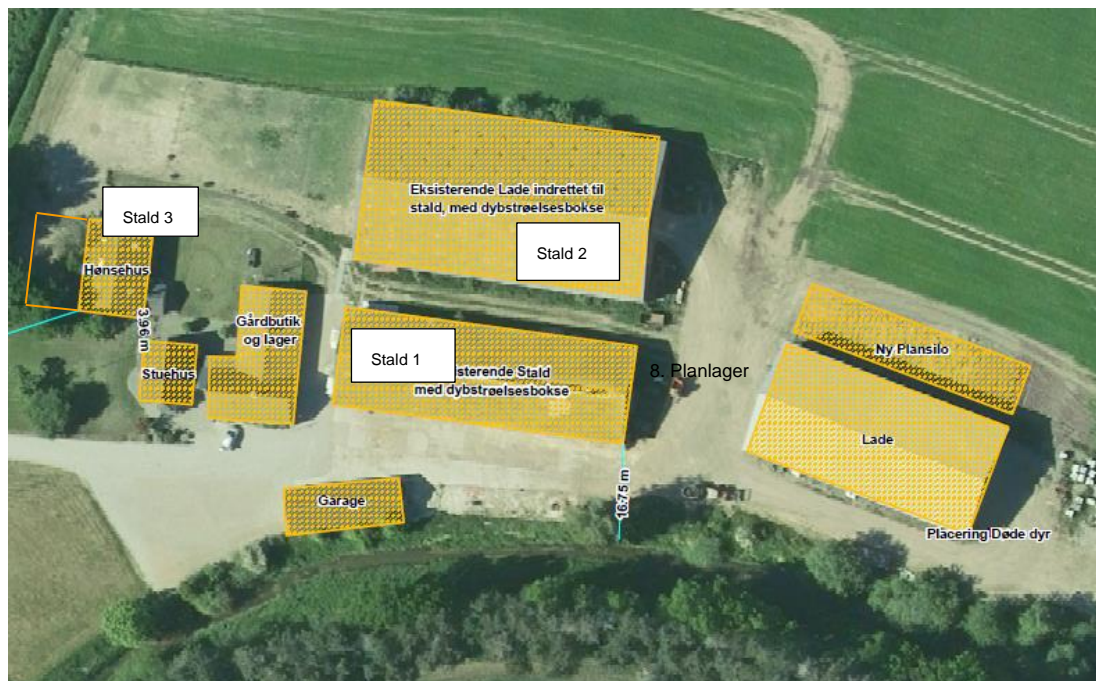 Eksisterende Lade indrettet til
stald, med dybstrøelsesbokse
Stald 3
Stald 2
Hønsehus
3.96 m
Gårdbutik
og lager
Stuehus
Stald 1
sisterende Stald
med dybstrøelsesbokse
8. Planlager
Ny Plansilo
Lade
16.75 m
Garage
Placering Døde dyr